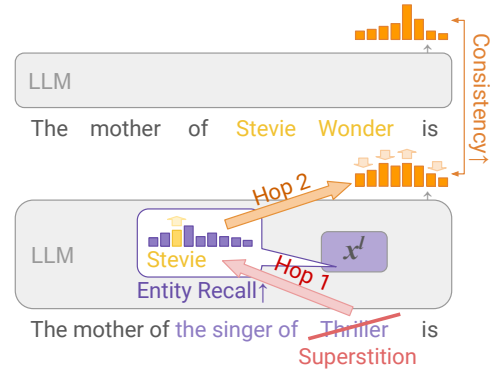 LLM
The mother of Stevie Wonder is
Consistency↑
Hop 2
LLM
Stevie
xˡ
Hop 1
Entity Recall↑
The mother of the singer of Thriller is
Superstition